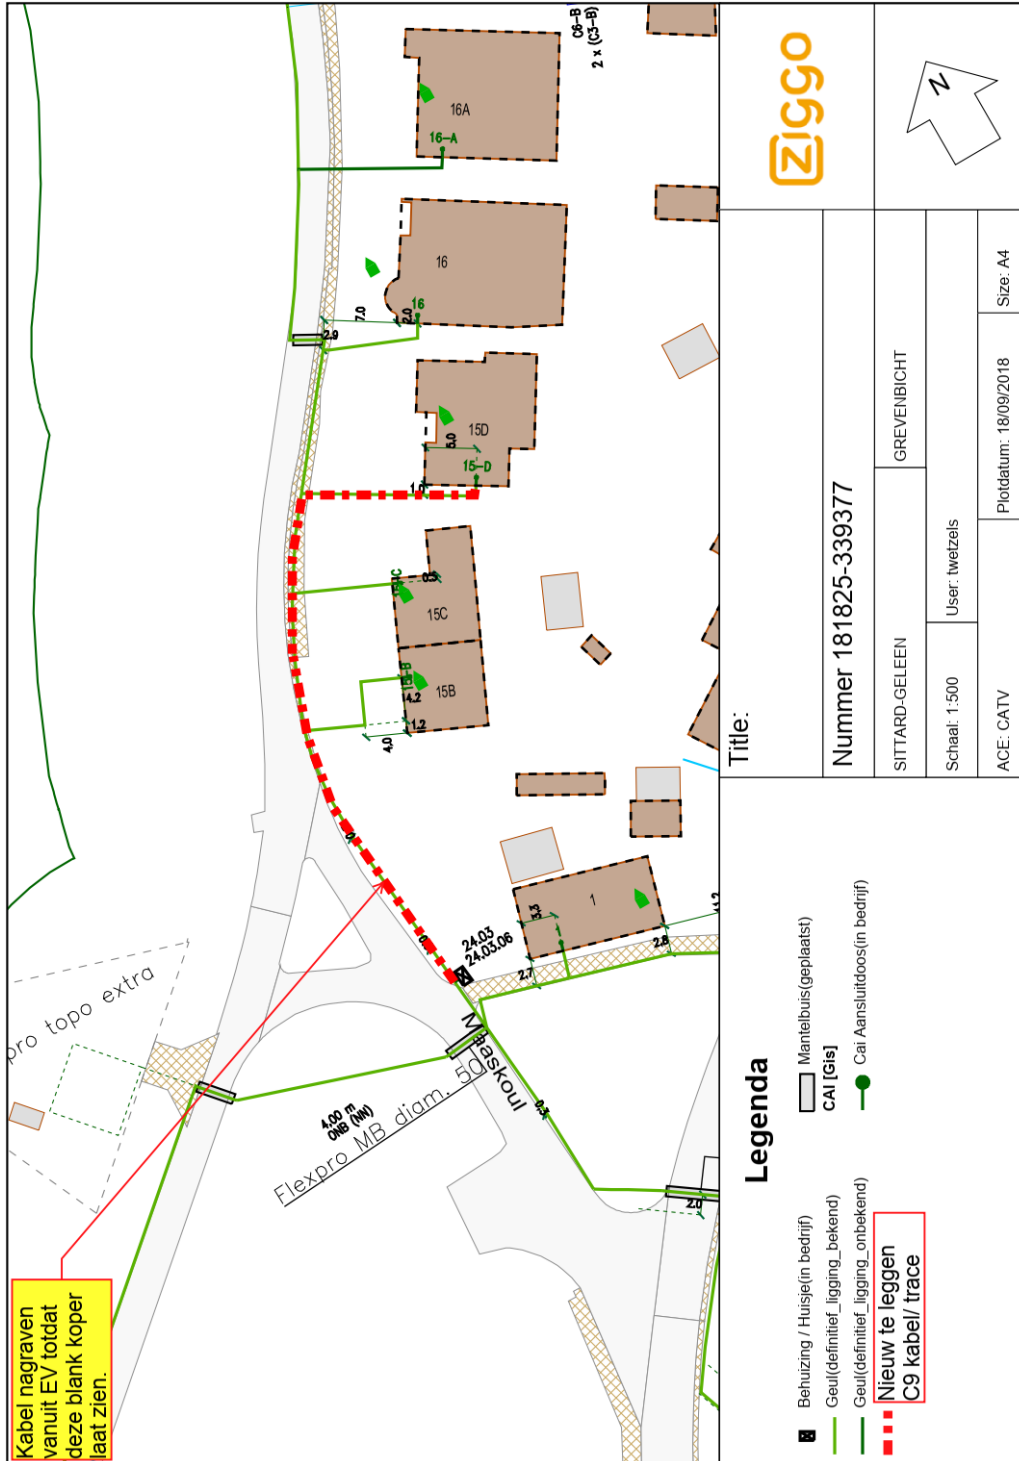 C6-B
2 x (C3-B)
16A
16-A
16
7.0
2.0
16
2.9
15D
5.0
15-D
1.0
15C
15B
15-B
4.2
1.2
4.0
24.03
24.03.06
1
3.3
1
2.7
2.8
pro topo extra
Maaskoul
4.00 m
ONB (NN)
Flexpro MB diam. 50
0.3
2.0
Kabel nagraven
vanuit EV totdat
deze blank koper
laat zien.
ziggo
N
Title:
Nummer 181825-339377
SITTARD-GELEEN
GREVENBICHT
Schaal: 1:500
User: twetzels
ACE: CATV
Plotdatum: 18/09/2018
Size: A4
Legenda
Behuizing / Huisje(in bedrijf)
Geul(definitief_ligging_bekend)
Geul(definitief_ligging_onbekend)
Nieuw te leggen
C9 kabel/ trace
Mantelbuis(geplaatst)
CAI [Gis]
Cai Aansluitdoos(in bedrijf)